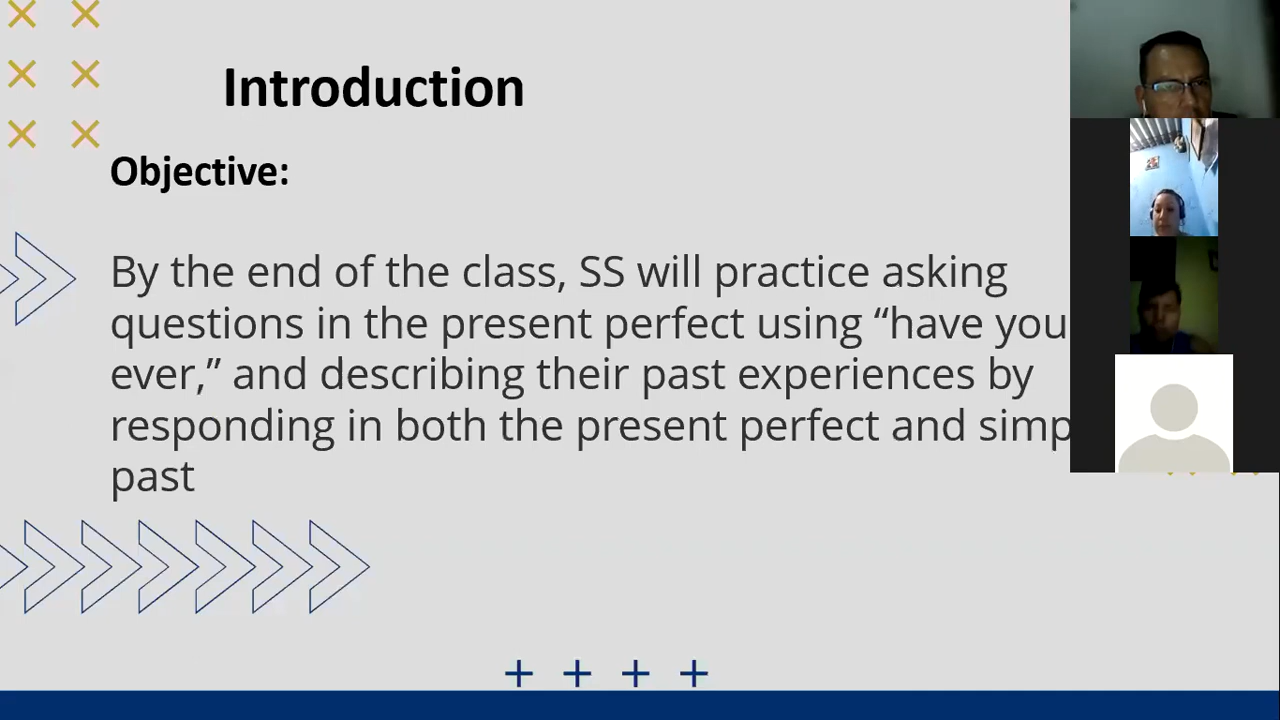 Introduction
Objective:
By the end of the class, SS will practice asking
questions in the present perfect using “have you
ever,” and describing their past experiences by
responding in both the present perfect and simp
past